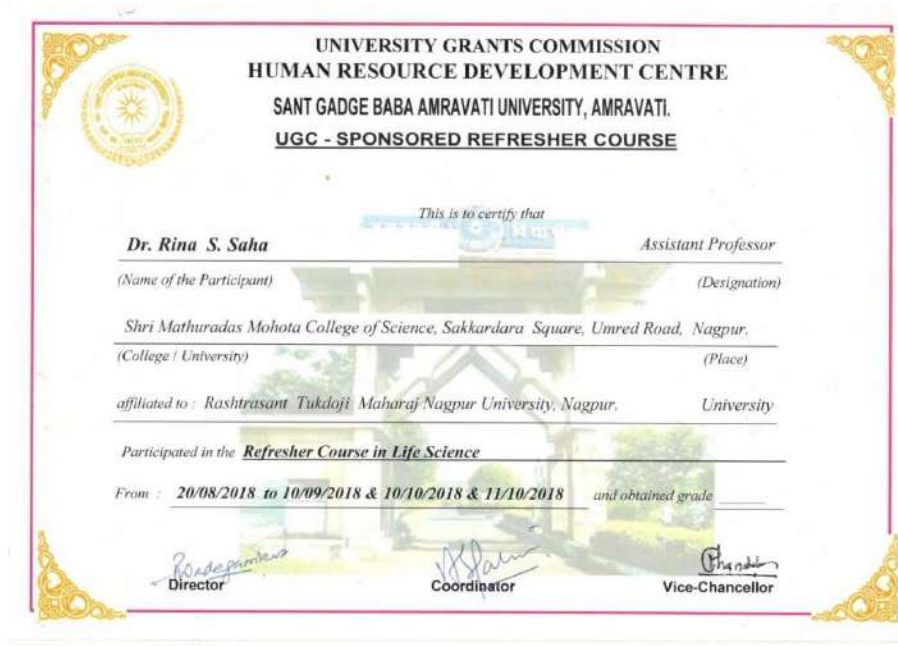 UNIVERSITY GRANTS COMMISSION
HUMAN RESOURCE DEVELOPMENT CENTRE
SANT GADGE BABA AMRAVATI UNIVERSITY, AMRAVATI.
UGC - SPONSORED REFRESHER COURSE
This is to certify that
Dr. Rina S. Saha Assistant Professor
(Name of the Participant) (Designation)
Shri Mathuradas Mohota College of Science, Sakkardara Square, Umred Road, Nagpur.
(College / University) (Place)
affiliated to : Rashtrasant Tukdoji Maharaj Nagpur University, Nagpur. University
Participated in the Refresher Course in Life Science
From : 20/08/2018 to 10/09/2018 & 10/10/2018 & 11/10/2018 and obtained grade
Director Coordinator Vice-Chancellor